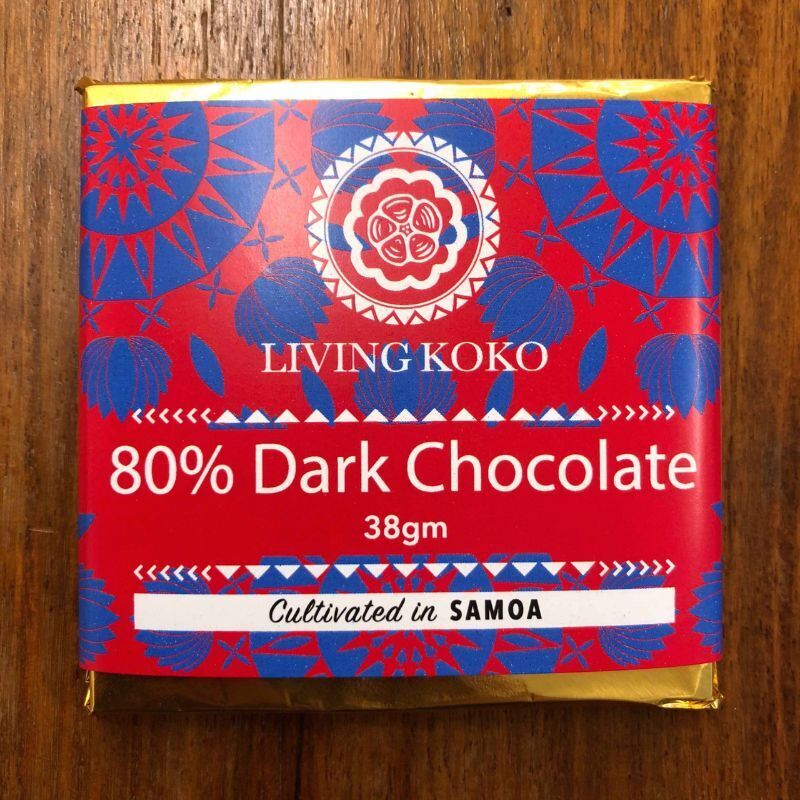 LIVING KOKO
80% Dark Chocolate
38gm
Cultivated in SAMOA